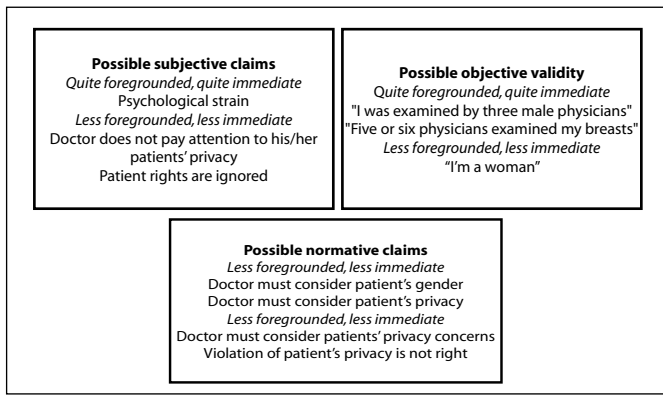 Possible subjective claims
Quite foregrounded, quite immediate
Psychological strain
Less foregrounded, less immediate
Doctor does not pay attention to his/her
patients' privacy
Patient rights are ignored
Possible objective validity
Quite foregrounded, quite immediate
"I was examined by three male physicians"
"Five or six physicians examined my breasts"
Less foregrounded, less immediate
“I'm a woman”
Possible normative claims
Less foregrounded, less immediate
Doctor must consider patient's gender
Doctor must consider patient's privacy
Less foregrounded, less immediate
Doctor must consider patients' privacy concerns
Violation of patient's privacy is not right